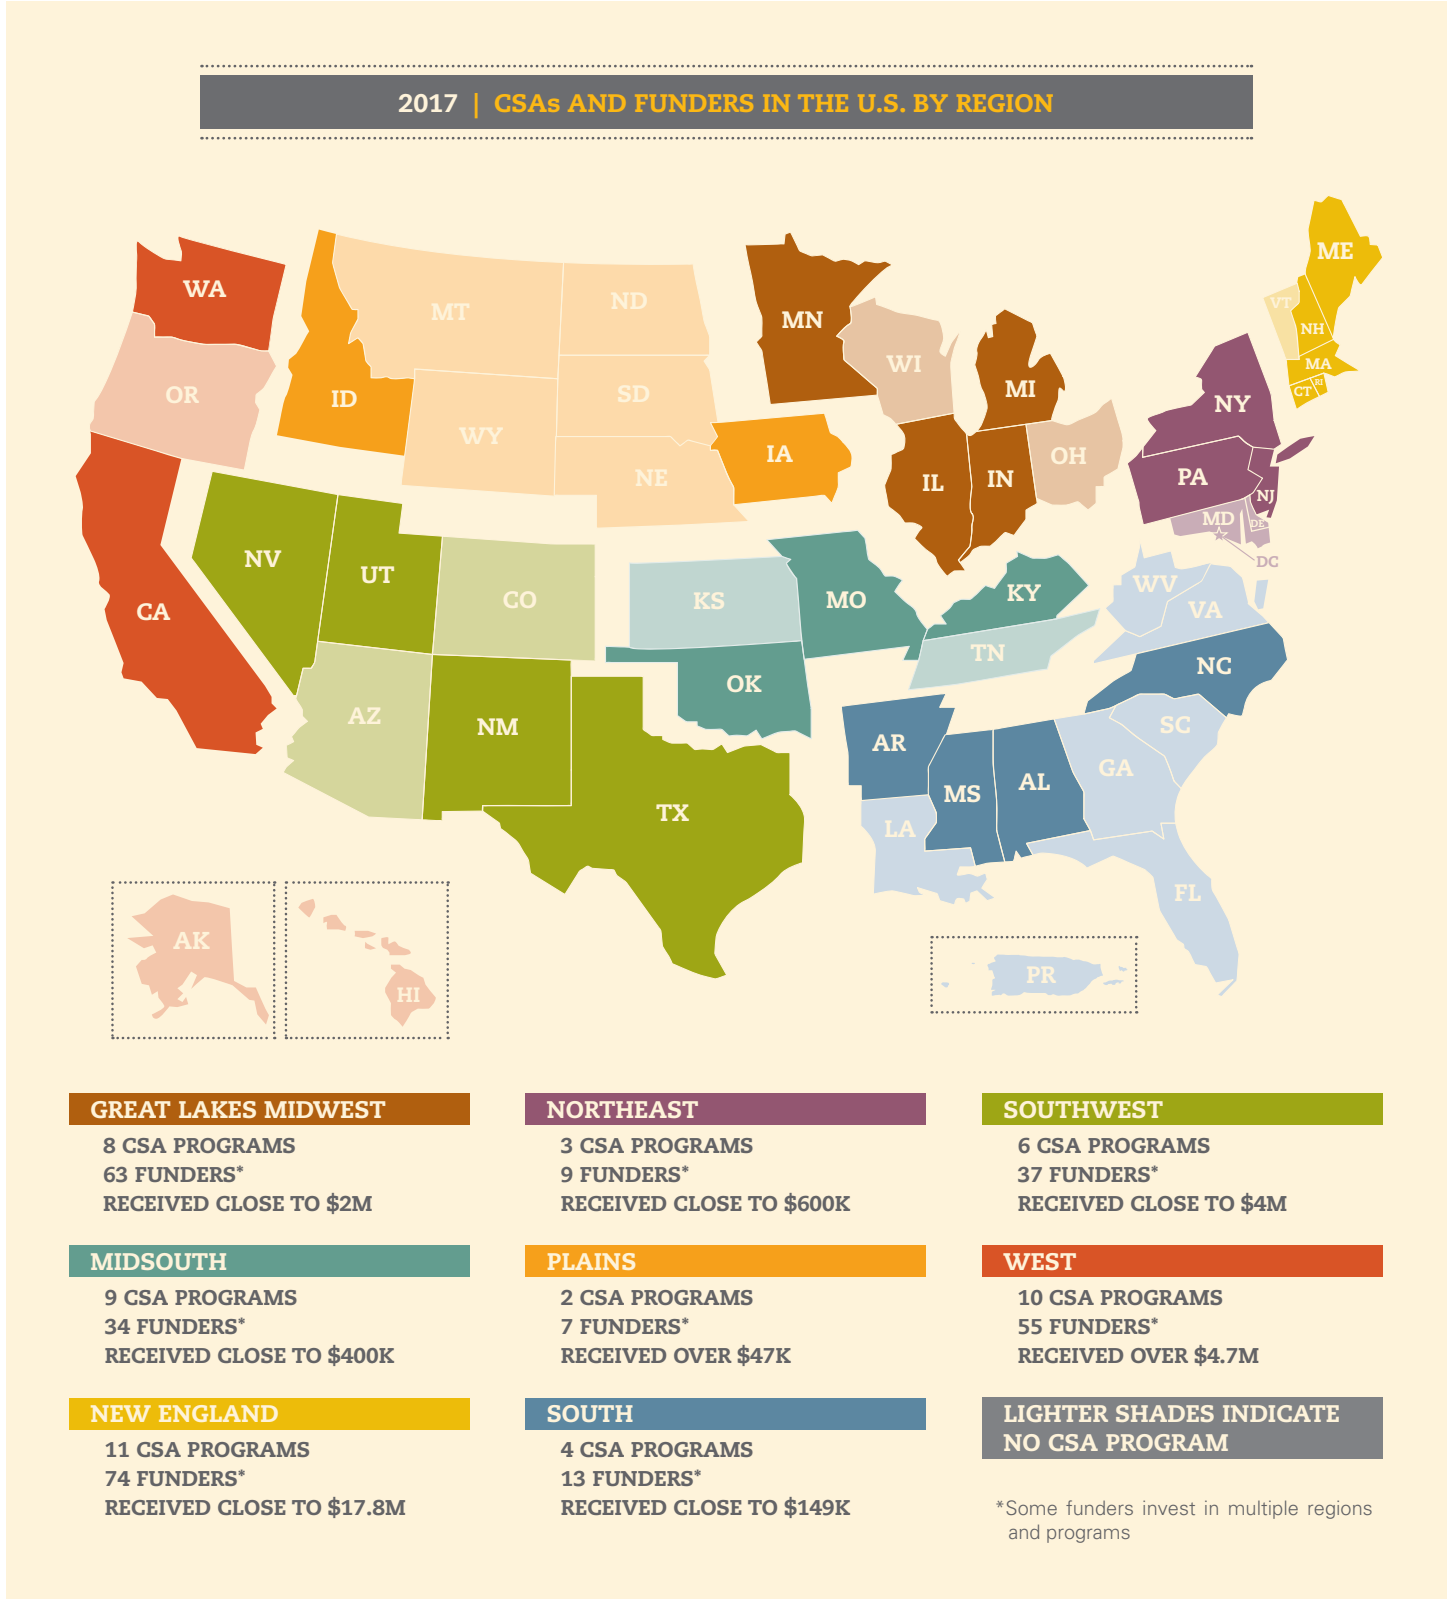 2017 | CSAs AND FUNDERS IN THE U.S. BY REGION
WA
OR
CA
ID
MT
ND
SD
WY
NE
IA
NV
UT
CO
AZ
NM
TX
KS
MO
OK
KY
TN
MN
WI
MI
IL
IN
OH
ME
VT
NH
MA
CT
RI
NY
PA
NJ
MD
DE
DC
WV
VA
NC
SC
GA
AR
MS
AL
LA
FL
AK
HI
PR
GREAT LAKES MIDWEST
8 CSA PROGRAMS
63 FUNDERS*
RECEIVED CLOSE TO $2M
NORTHEAST
3 CSA PROGRAMS
9 FUNDERS*
RECEIVED CLOSE TO $600K
SOUTHWEST
6 CSA PROGRAMS
37 FUNDERS*
RECEIVED CLOSE TO $4M
MIDSOUTH
9 CSA PROGRAMS
34 FUNDERS*
RECEIVED CLOSE TO $400K
PLAINS
2 CSA PROGRAMS
7 FUNDERS*
RECEIVED OVER $47K
WEST
10 CSA PROGRAMS
55 FUNDERS*
RECEIVED OVER $4.7M
NEW ENGLAND
11 CSA PROGRAMS
74 FUNDERS*
RECEIVED CLOSE TO $17.8M
SOUTH
4 CSA PROGRAMS
13 FUNDERS*
RECEIVED CLOSE TO $149K
LIGHTER SHADES INDICATE
NO CSA PROGRAM
*Some funders invest in multiple regions
and programs